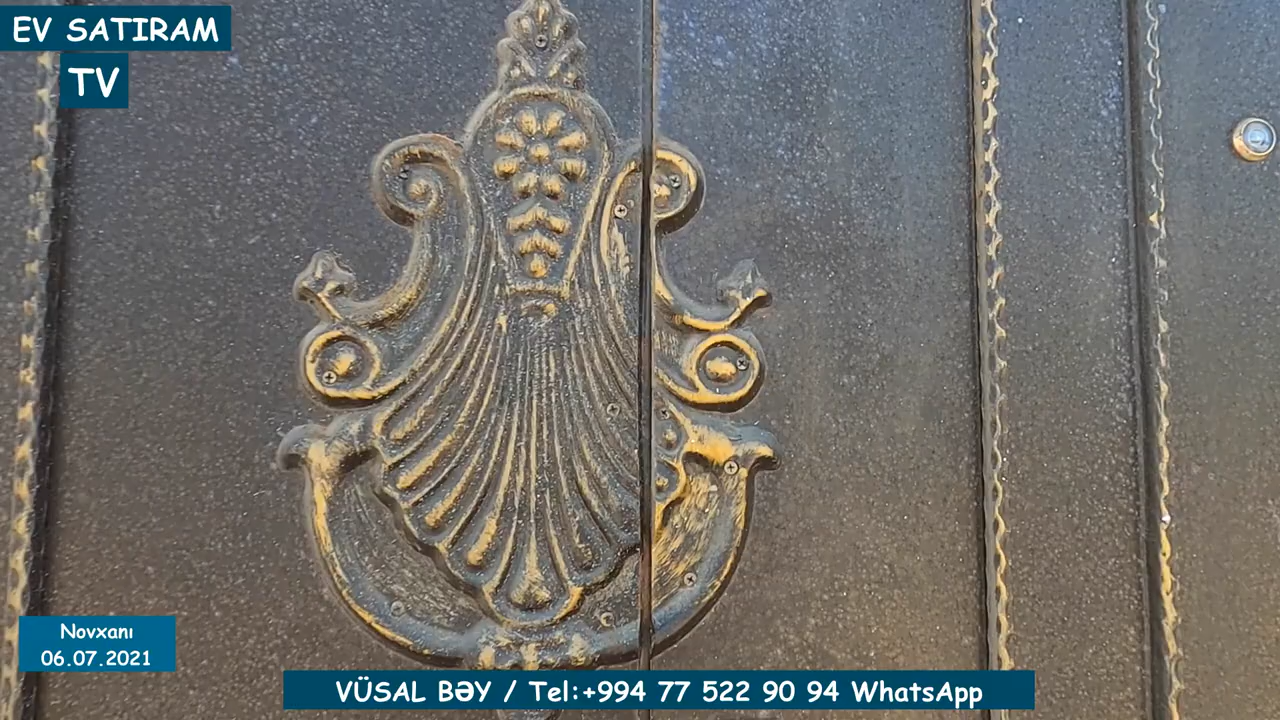 EV SATIRAM
TV
Novxanı
06.07.2021
VÜSAL BƏY / Tel:+994 77 522 90 94 WhatsApp